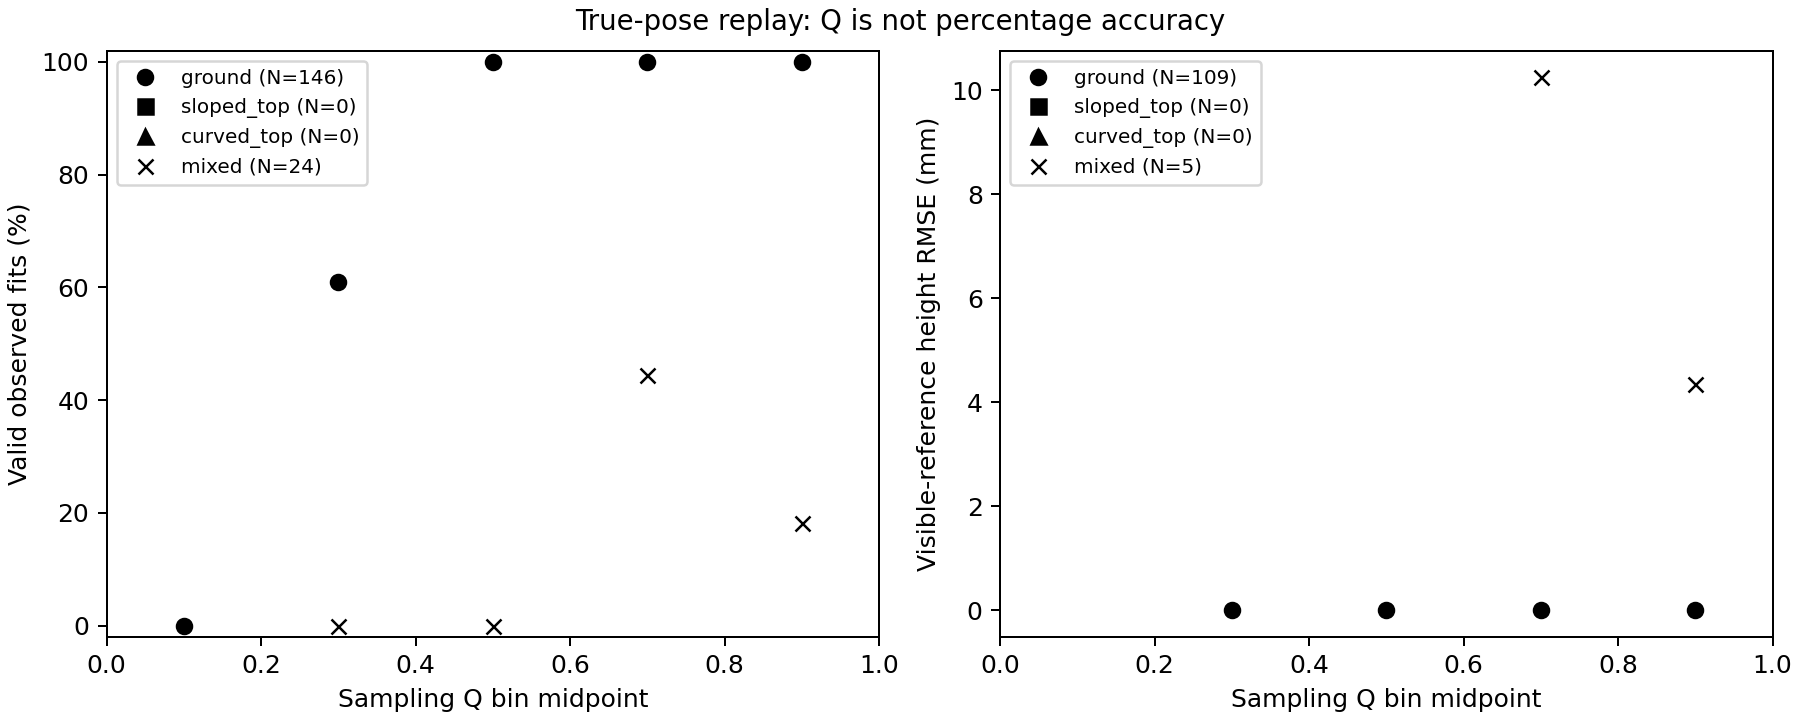 True-pose replay: Q is not percentage accuracy
Valid observed fits (%)
100
80
60
40
20
0
ground (N=146)
sloped_top (N=0)
curved_top (N=0)
mixed (N=24)
0.0
0.2
0.4
0.6
0.8
1.0
Sampling Q bin midpoint
Visible-reference height RMSE (mm)
10
8
6
4
2
0
ground (N=109)
sloped_top (N=0)
curved_top (N=0)
mixed (N=5)
0.0
0.2
0.4
0.6
0.8
1.0
Sampling Q bin midpoint